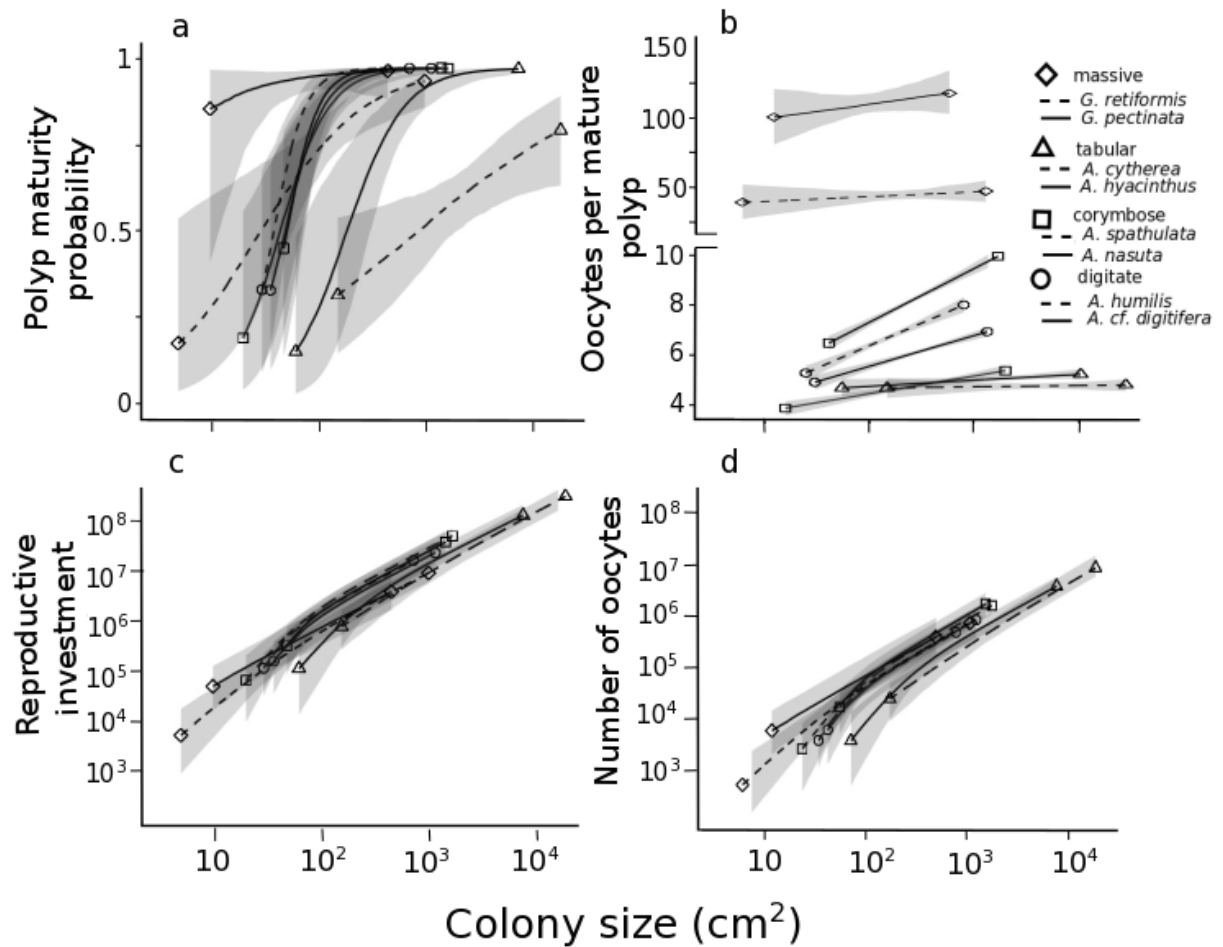 a
Polyp maturity
probability
1
0.5
0
b
Oocytes per mature
polyp
150
100
50
10
8
6
4
massive
G. retiformis
G. pectinata
tabular
A. cytherea
A. hyacinthus
corymbose
A. spathulata
A. nasuta
digitate
A. humilis
A. cf. digitifera
c
Reproductive
investment
10⁸
10⁷
10⁶
10⁵
10⁴
10³
10 10² 10³ 10⁴
d
Number of oocytes
10⁸
10⁷
10⁶
10⁵
10⁴
10³
10 10² 10³ 10⁴
Colony size (cm²)